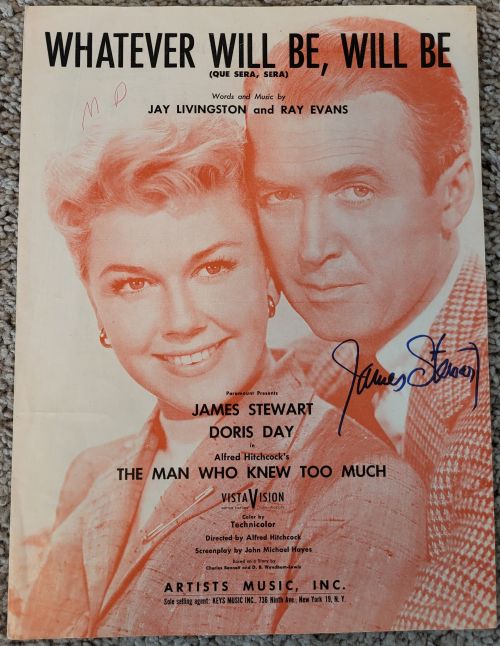 WHATEVER WILL BE, WILL BE
(QUE SERA, SERA)
Words and Music by
JAY LIVINGSTON and RAY EVANS
M D
James Stewart
Paramount Presents
JAMES STEWART
DORIS DAY
in
Alfred Hitchcock's
THE MAN WHO KNEW TOO MUCH
VISTAVISION
Color by
Technicolor
Directed by Alfred Hitchcock
Screenplay by John Michael Hayes
Based on a Story by
Charles Bennett and D. B. Wyndham-Lewis
ARTISTS MUSIC, INC.
Sole selling agent: KEYS MUSIC INC., 736 Ninth Ave., New York 19, N. Y.